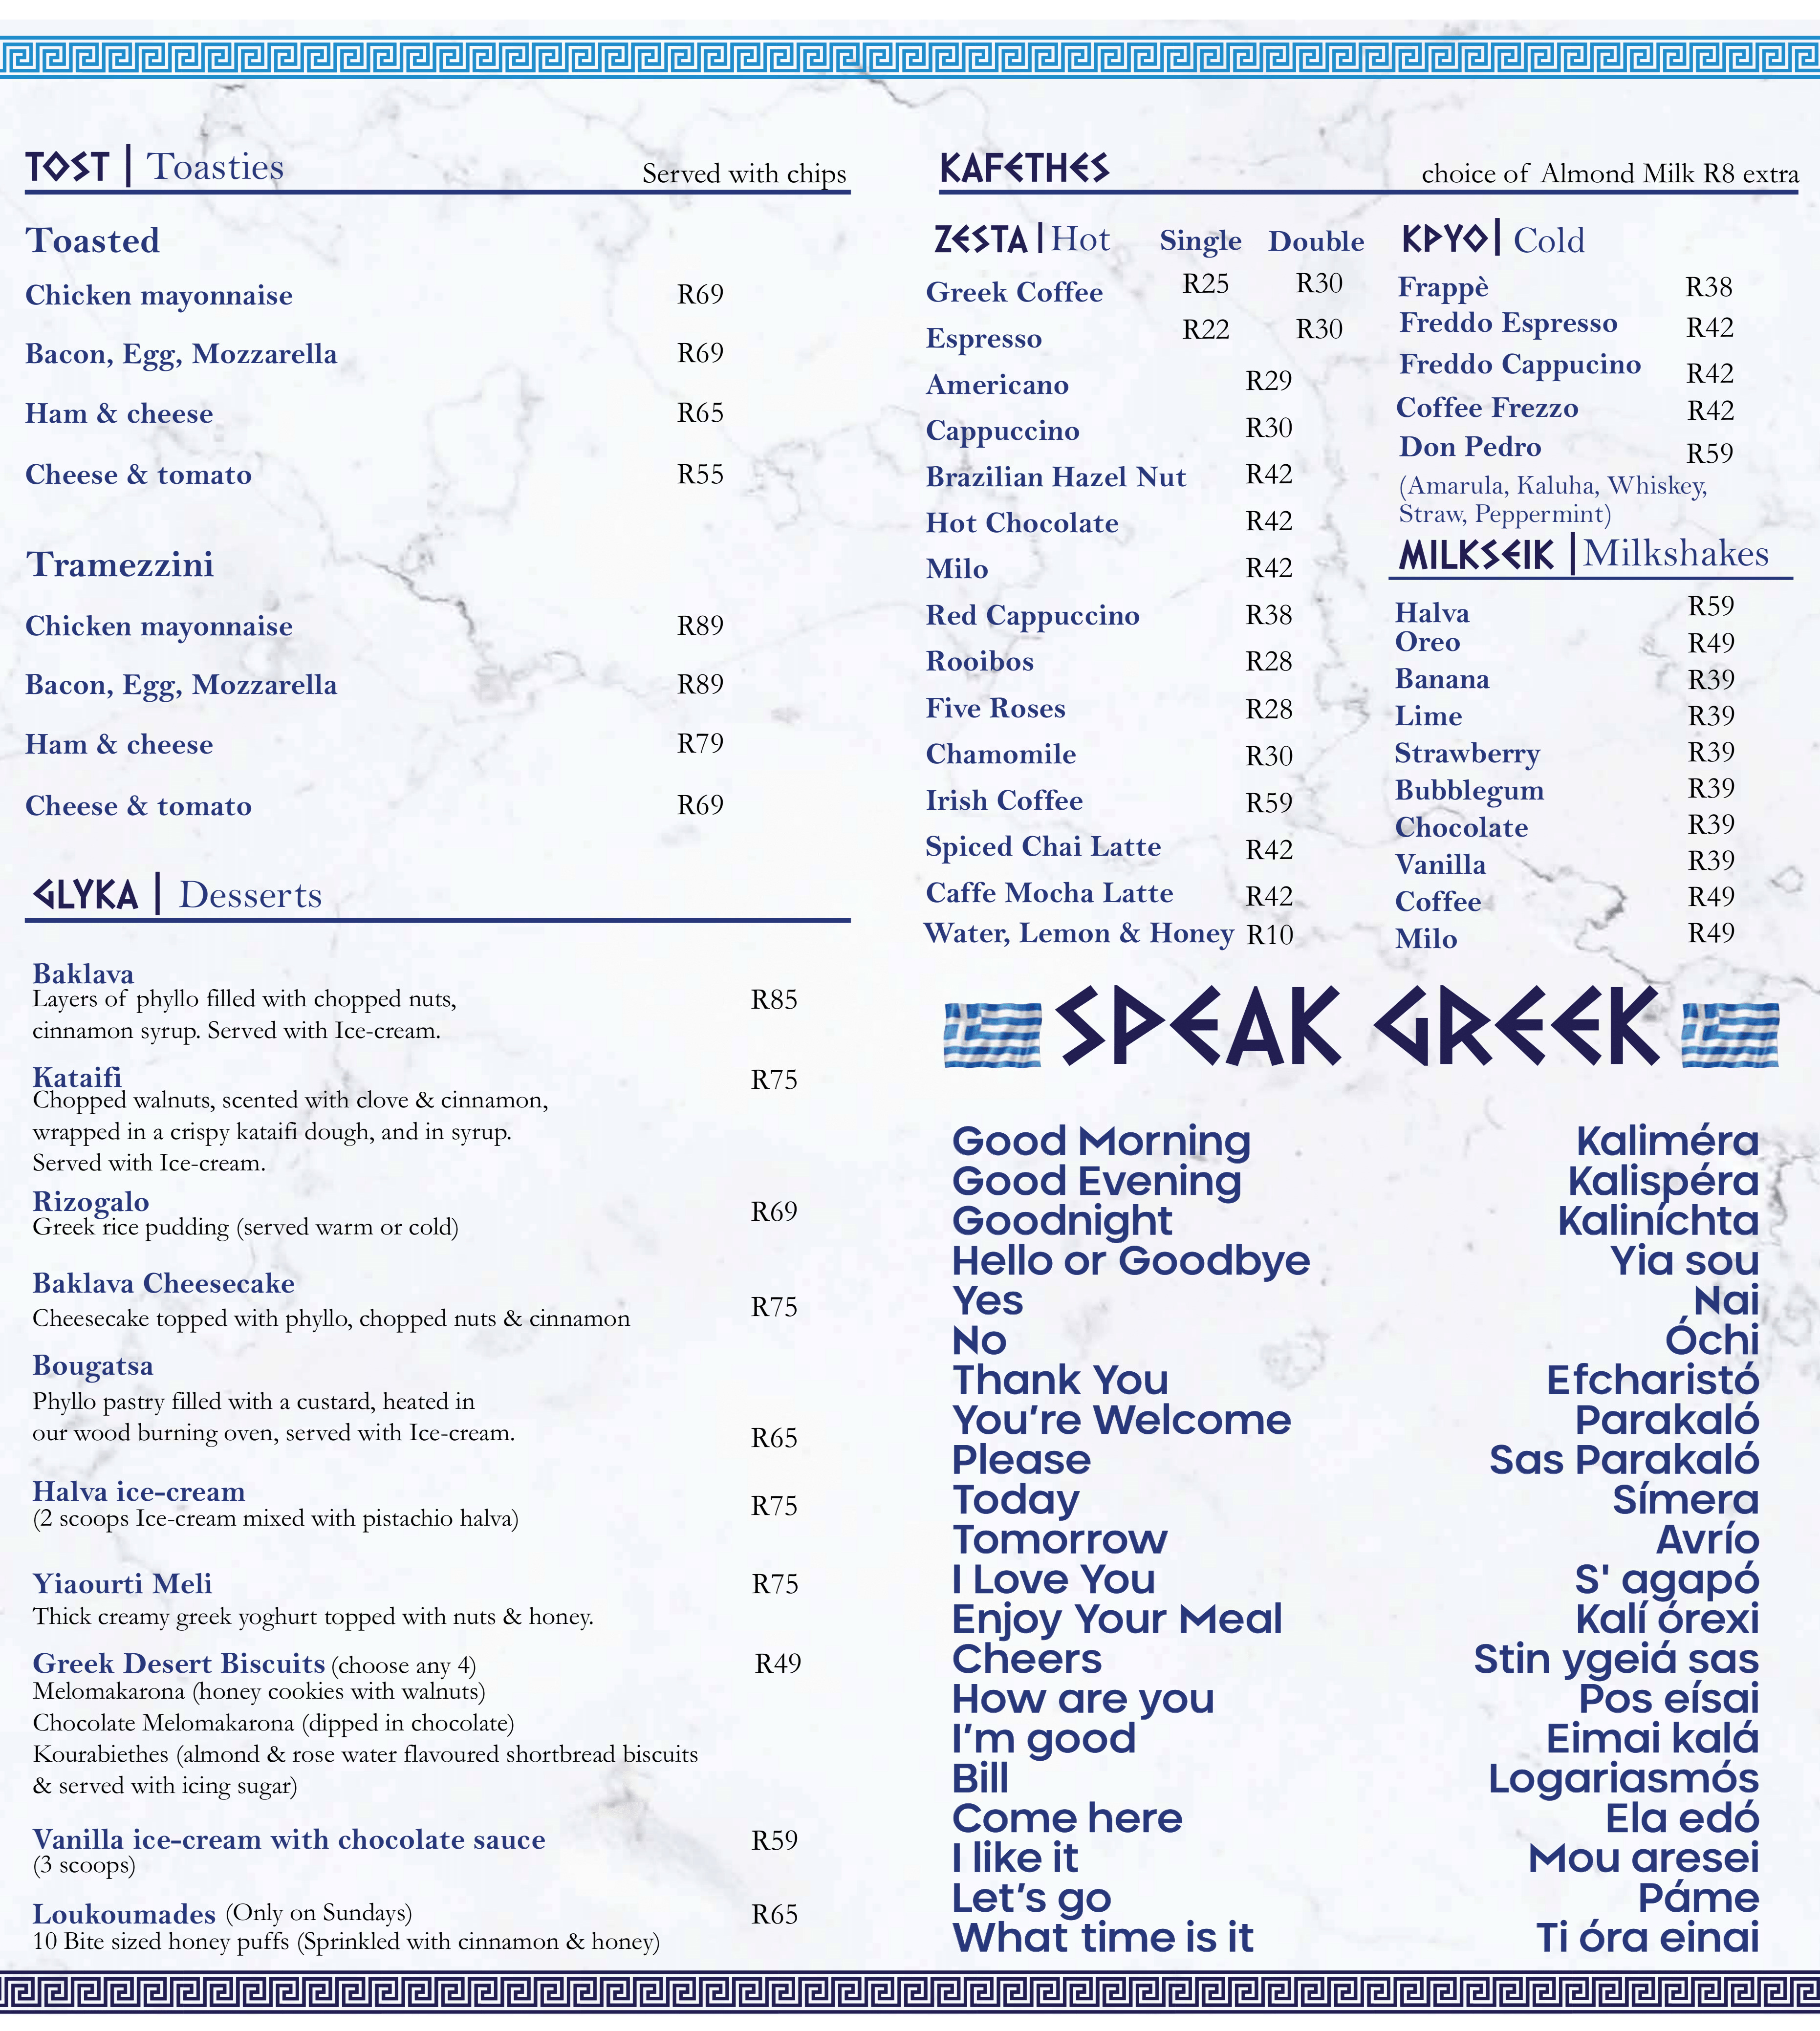 TOST | Toasties Served with chips
Toasted
Chicken mayonnaise R69
Bacon, Egg, Mozzarella R69
Ham & cheese R65
Cheese & tomato R55
Tramezzini
Chicken mayonnaise R89
Bacon, Egg, Mozzarella R89
Ham & cheese R79
Cheese & tomato R69
GLYKA | Desserts
Baklava
Layers of phyllo filled with chopped nuts, R85
cinnamon syrup. Served with Ice-cream.
Kataifi R75
Chopped walnuts, scented with clove & cinnamon,
wrapped in a crispy kataifi dough, and in syrup.
Served with Ice-cream.
Rizogalo R69
Greek rice pudding (served warm or cold)
Baklava Cheesecake
Cheesecake topped with phyllo, chopped nuts & cinnamon R75
Bougatsa
Phyllo pastry filled with a custard, heated in
our wood burning oven, served with Ice-cream. R65
Halva ice-cream R75
(2 scoops Ice-cream mixed with pistachio halva)
Yiaourti Meli R75
Thick creamy greek yoghurt topped with nuts & honey.
Greek Desert Biscuits (choose any 4) R49
Melomakarona (honey cookies with walnuts)
Chocolate Melomakarona (dipped in chocolate)
Kourabiethes (almond & rose water flavoured shortbread biscuits
& served with icing sugar)
Vanilla ice-cream with chocolate sauce R59
(3 scoops)
Loukoumades (Only on Sundays) R65
10 Bite sized honey puffs (Sprinkled with cinnamon & honey)
KAFETHES choice of Almond Milk R8 extra
ZESTA | Hot Single Double
Greek Coffee R25 R30
Espresso R22 R30
Americano R29
Cappuccino R30
Brazilian Hazel Nut R42
Hot Chocolate R42
Milo R42
Red Cappuccino R38
Rooibos R28
Five Roses R28
Chamomile R30
Irish Coffee R59
Spiced Chai Latte R42
Caffe Mocha Latte R42
Water, Lemon & Honey R10
KPYO | Cold
Frappè R38
Freddo Espresso R42
Freddo Cappucino R42
Coffee Frezzo R42
Don Pedro R59
(Amarula, Kaluha, Whiskey,
Straw, Peppermint)
MILKSEIK | Milkshakes
Halva R59
Oreo R49
Banana R39
Lime R39
Strawberry R39
Bubblegum R39
Chocolate R39
Vanilla R39
Coffee R49
Milo R49
SPEAK GREEK
Good Morning Kaliméra
Good Evening Kalispéra
Goodnight Kaliníchta
Hello or Goodbye Yia sou
Yes Nai
No Óchi
Thank You Efcharistó
You're Welcome Parakaló
Please Sas Parakaló
Today Símera
Tomorrow Avrío
I Love You S' agapó
Enjoy Your Meal Kalí órexi
Cheers Stin ygeiá sas
How are you Pos eísai
I'm good Eimai kalá
Bill Logariasmós
Come here Ela edó
I like it Mou aresei
Let's go Páme
What time is it Ti óra einai